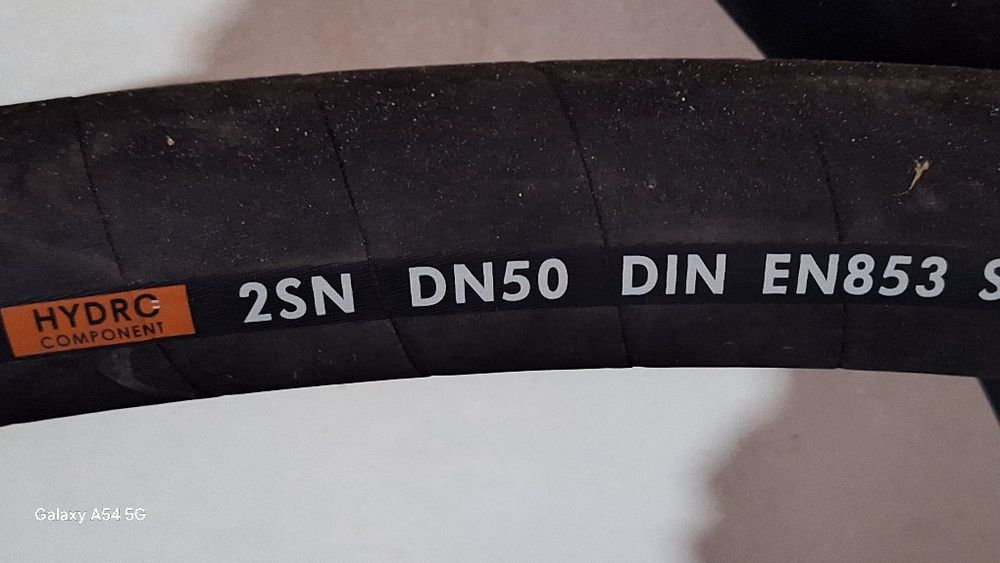 HYDRO
COMPONENT
2SN DN50 DIN EN853 S
Galaxy A54 5G